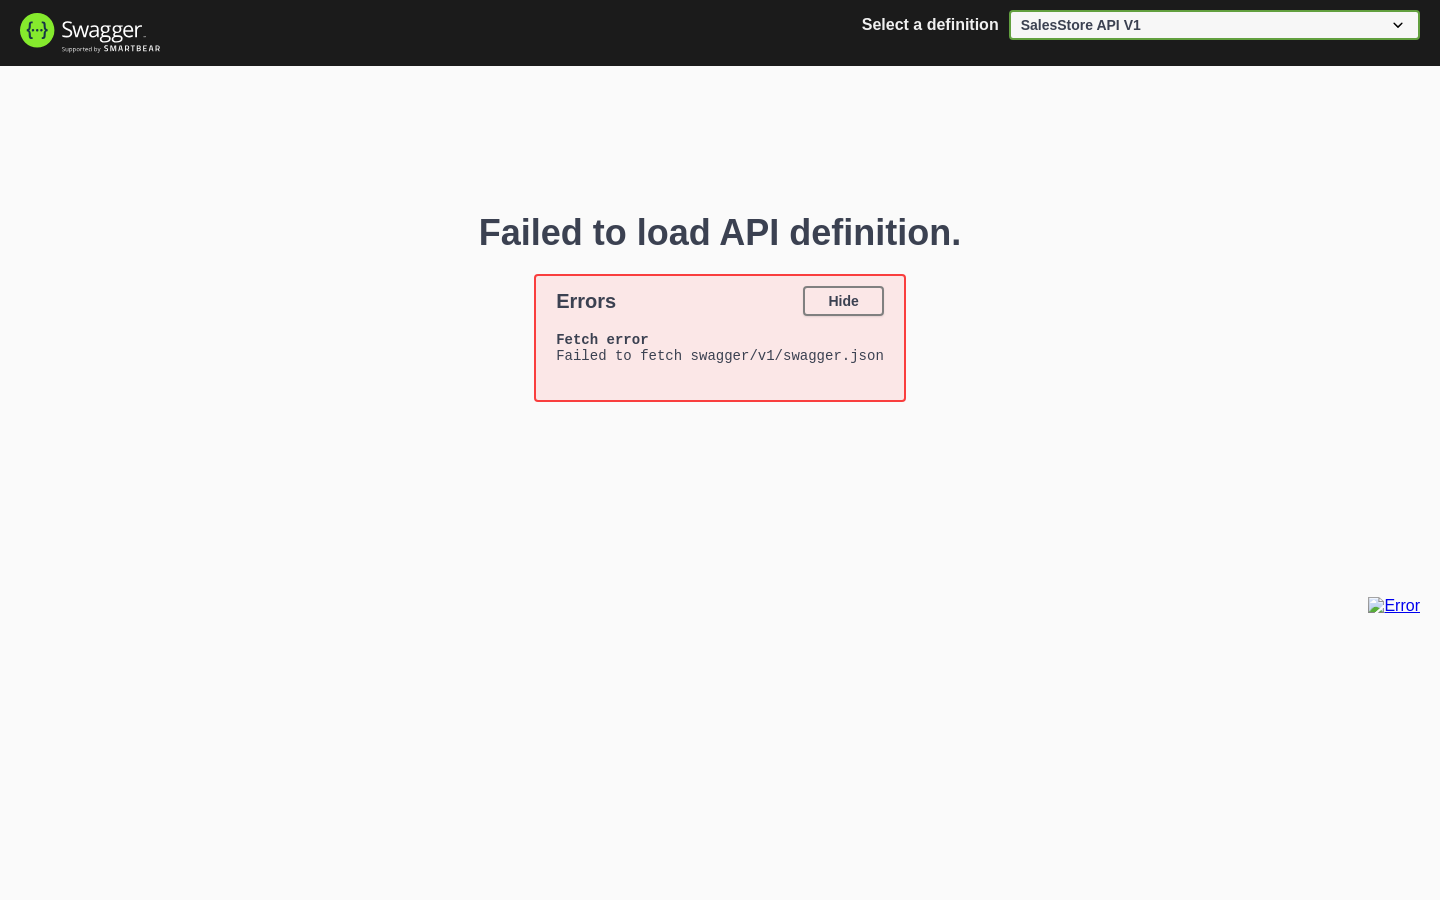 Swagger
Supported by SMARTBEAR
Select a definition
SalesStore API V1
Failed to load API definition.
Errors
Hide
Fetch error
Failed to fetch swagger/v1/swagger.json
Error